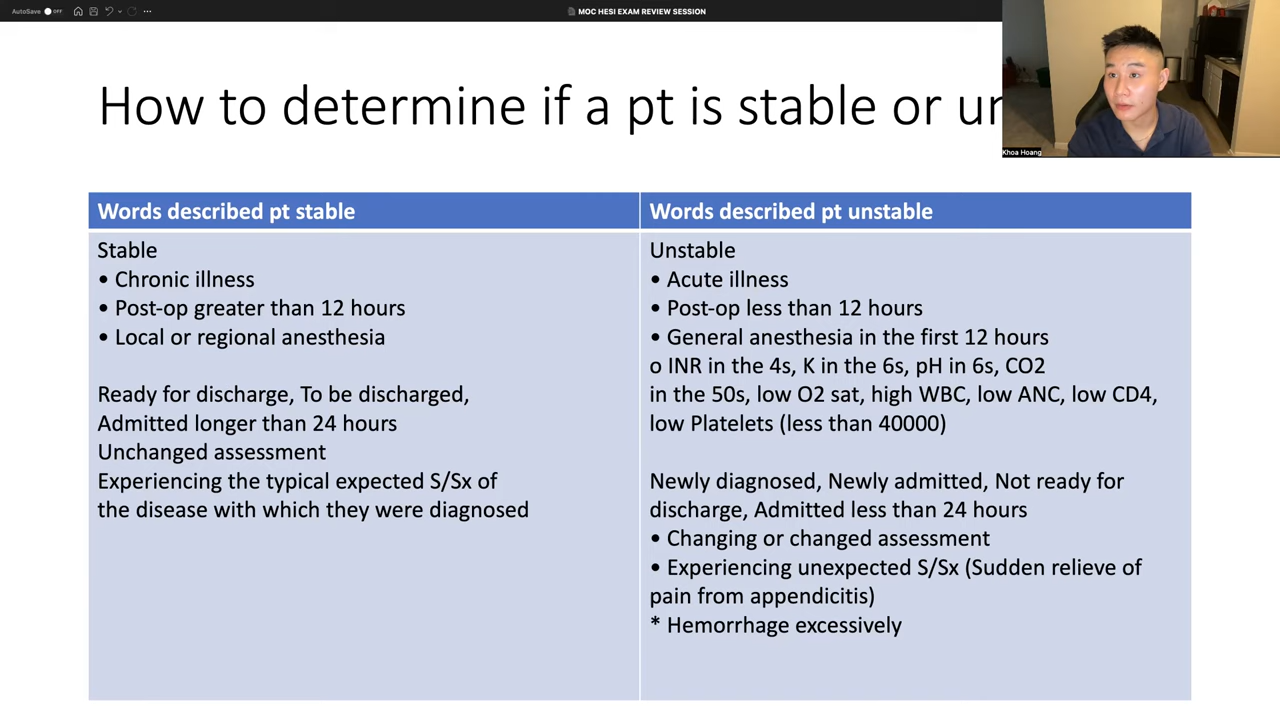 AutoSave OFF
MOC HESI EXAM REVIEW SESSION
How to determine if a pt is stable or un
Khoa Hoang
Words described pt stable
Stable
• Chronic illness
• Post-op greater than 12 hours
• Local or regional anesthesia
Ready for discharge, To be discharged,
Admitted longer than 24 hours
Unchanged assessment
Experiencing the typical expected S/Sx of
the disease with which they were diagnosed
Words described pt unstable
Unstable
• Acute illness
• Post-op less than 12 hours
• General anesthesia in the first 12 hours
o INR in the 4s, K in the 6s, pH in 6s, CO2
in the 50s, low O2 sat, high WBC, low ANC, low CD4,
low Platelets (less than 40000)
Newly diagnosed, Newly admitted, Not ready for
discharge, Admitted less than 24 hours
• Changing or changed assessment
• Experiencing unexpected S/Sx (Sudden relieve of
pain from appendicitis)
* Hemorrhage excessively